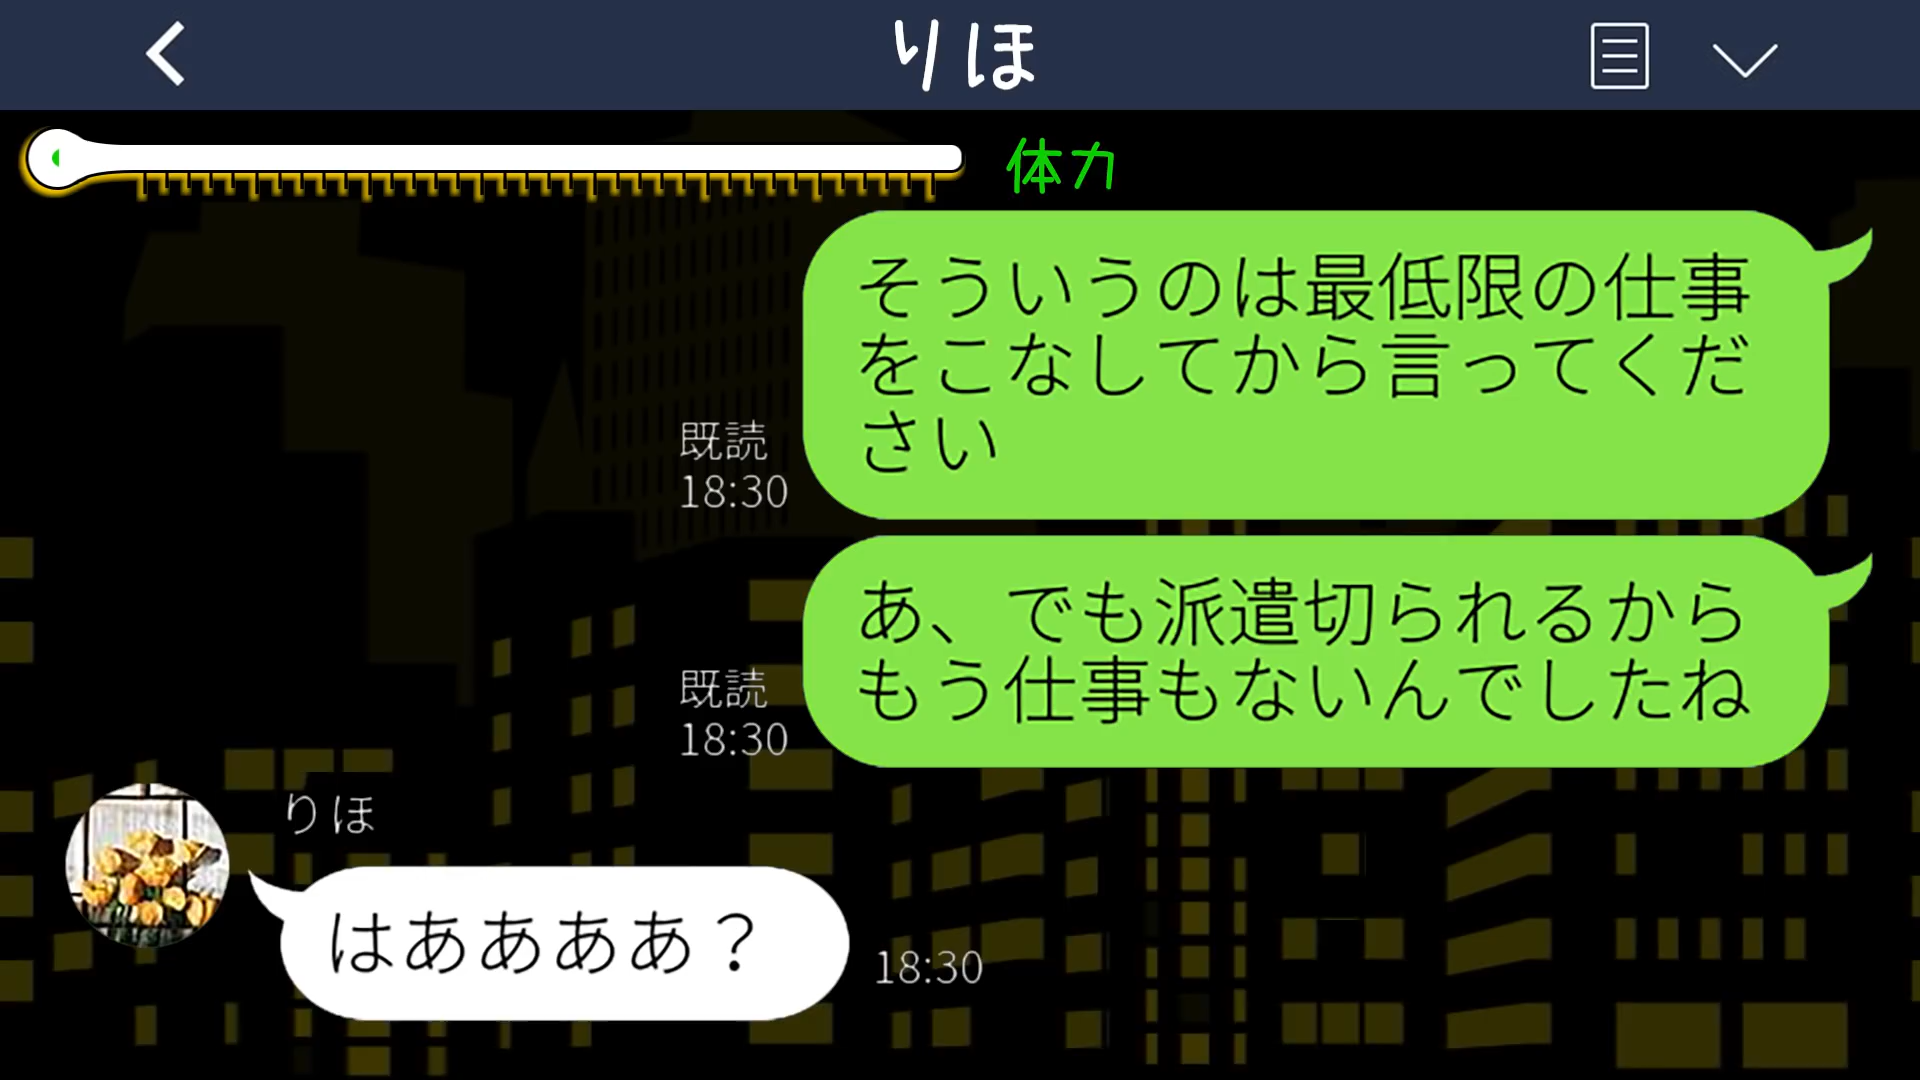 りほ
体力
そういうのは最低限の仕事
をこなしてから言ってくだ
さい
既読
18:30
あ、でも派遣切られるから
もう仕事もないんでしたね
既読
18:30
りほ
はああああ？
18:30